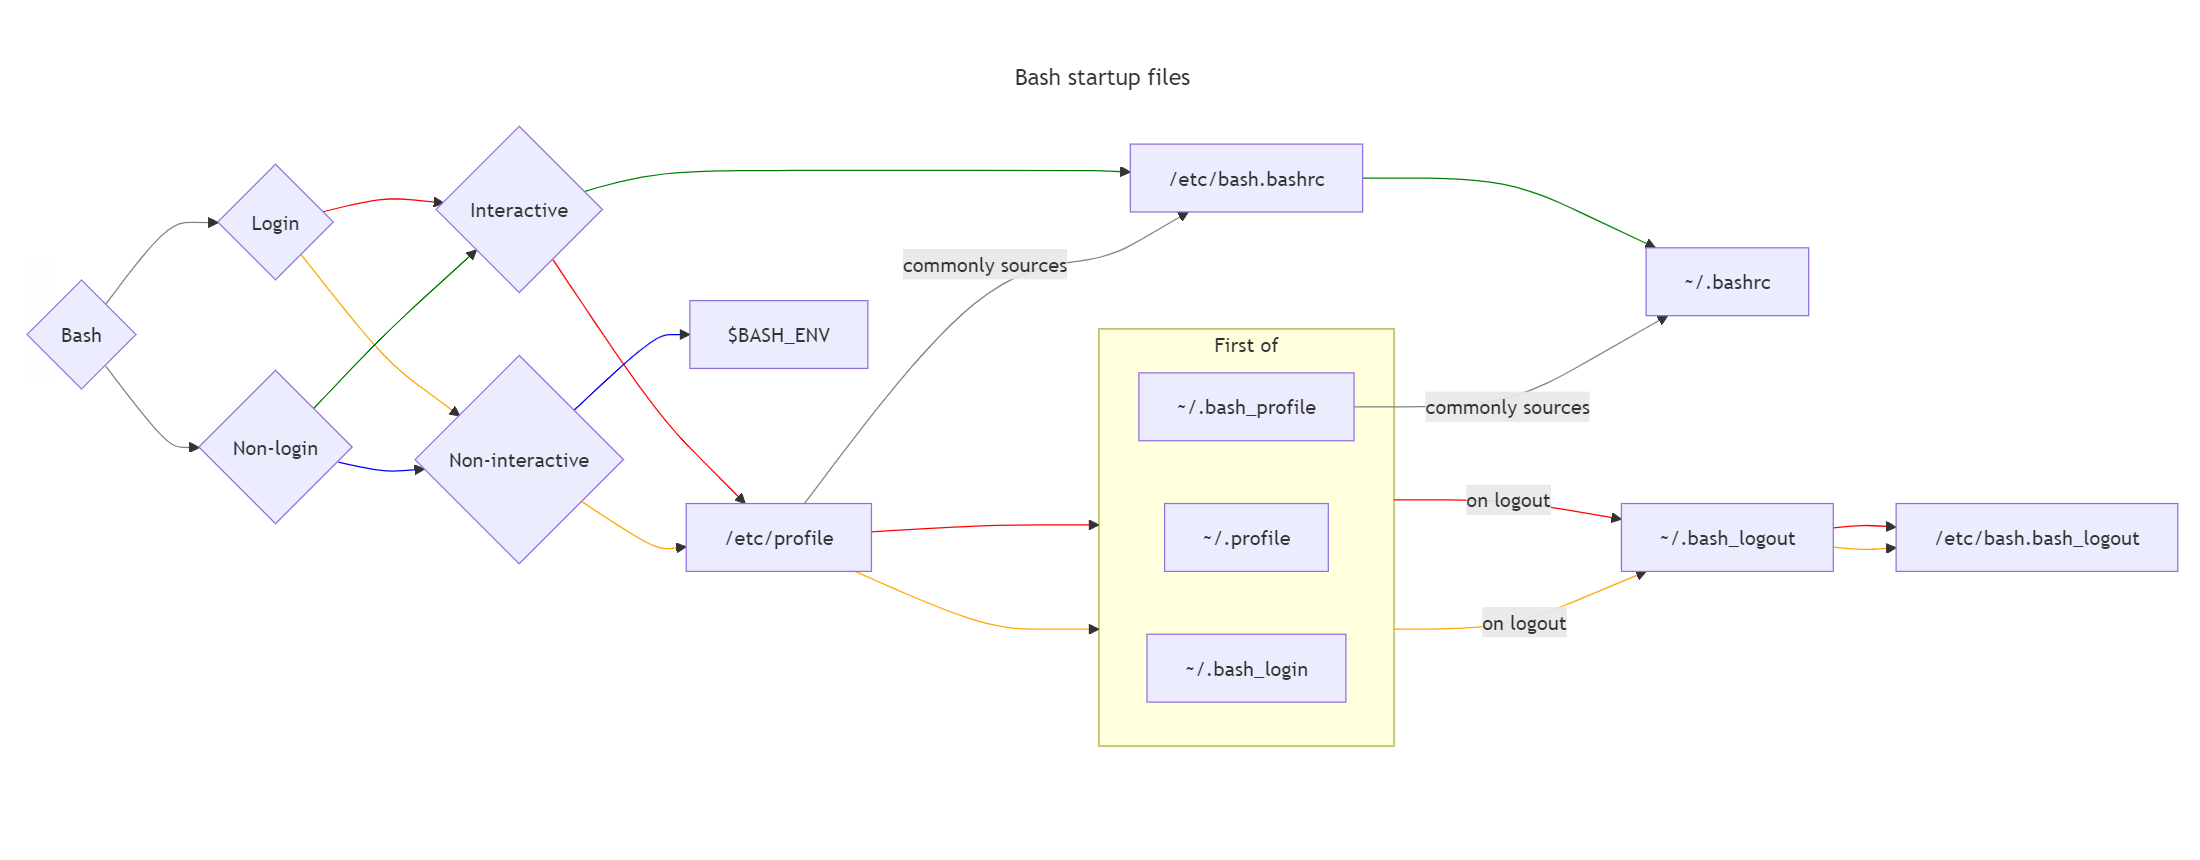 Bash startup files
Bash
Login
Non-login
Interactive
Non-interactive
$BASH_ENV
/etc/profile
commonly sources
/etc/bash.bashrc
~/.bashrc
First of
~/.bash_profile
~/.profile
~/.bash_login
commonly sources
on logout
on logout
~/.bash_logout
/etc/bash.bash_logout